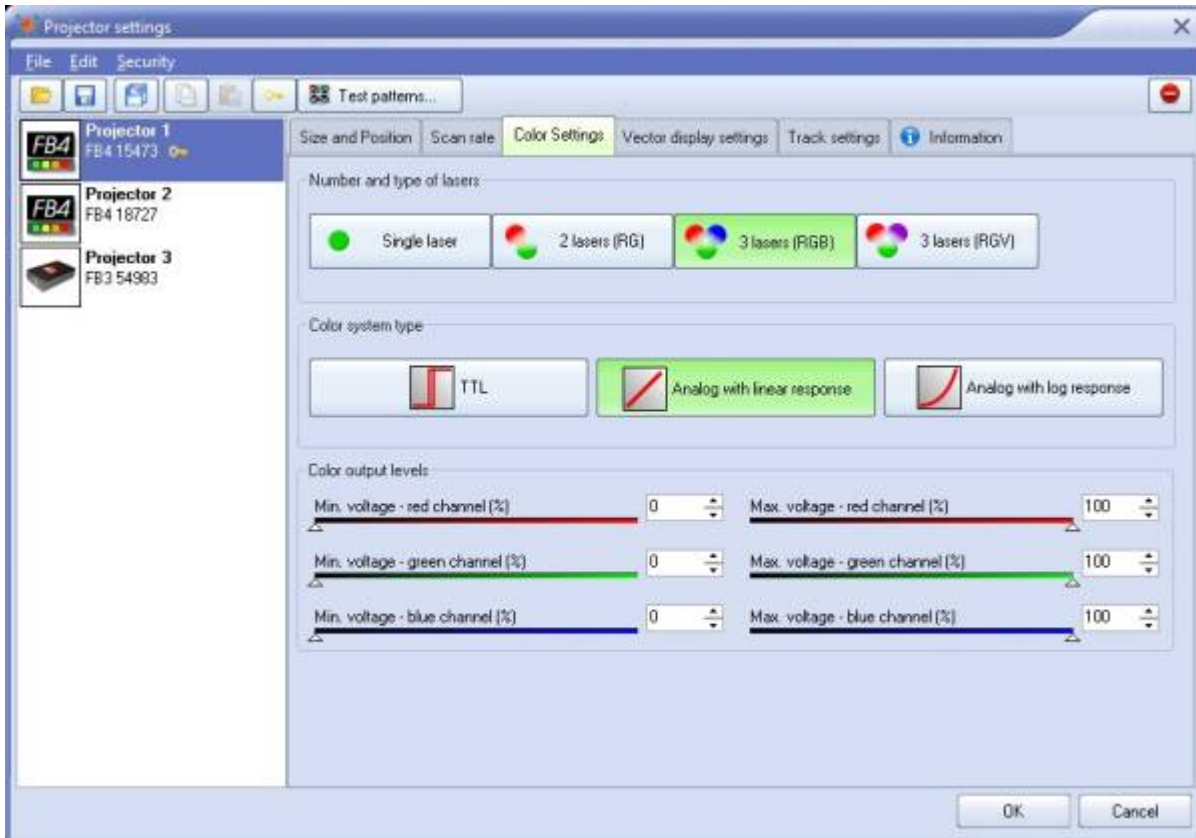 Projector settings
File Edit Security
Test patterns...
FB4 Projector 1
FB4 15473
FB4 Projector 2
FB4 18727
Projector 3
FB3 54983
Size and Position Scan rate Color Settings Vector display settings Track settings Information
Number and type of lasers
Single laser 2 lasers (RG) 3 lasers (RGB) 3 lasers (RGV)
Color system type
TTL Analog with linear response Analog with log response
Color output levels
Min. voltage - red channel (%) 0 Max. voltage - red channel (%) 100
Min. voltage - green channel (%) 0 Max. voltage - green channel (%) 100
Min. voltage - blue channel (%) 0 Max. voltage - blue channel (%) 100
OK Cancel